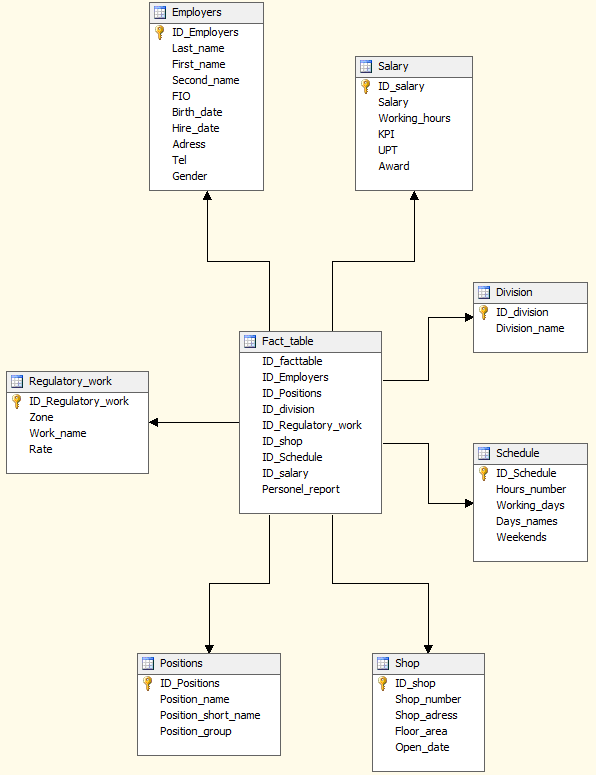 Employers
ID_Employers
Last_name
First_name
Second_name
FIO
Birth_date
Hire_date
Adress
Tel
Gender
Salary
ID_salary
Salary
Working_hours
KPI
UPT
Award
Division
ID_division
Division_name
Fact_table
ID_facttable
ID_Employers
ID_Positions
ID_division
ID_Regulatory_work
ID_shop
ID_Schedule
ID_salary
Personel_report
Regulatory_work
ID_Regulatory_work
Zone
Work_name
Rate
Schedule
ID_Schedule
Hours_number
Working_days
Days_names
Weekends
Positions
ID_Positions
Position_name
Position_short_name
Position_group
Shop
ID_shop
Shop_number
Shop_adress
Floor_area
Open_date